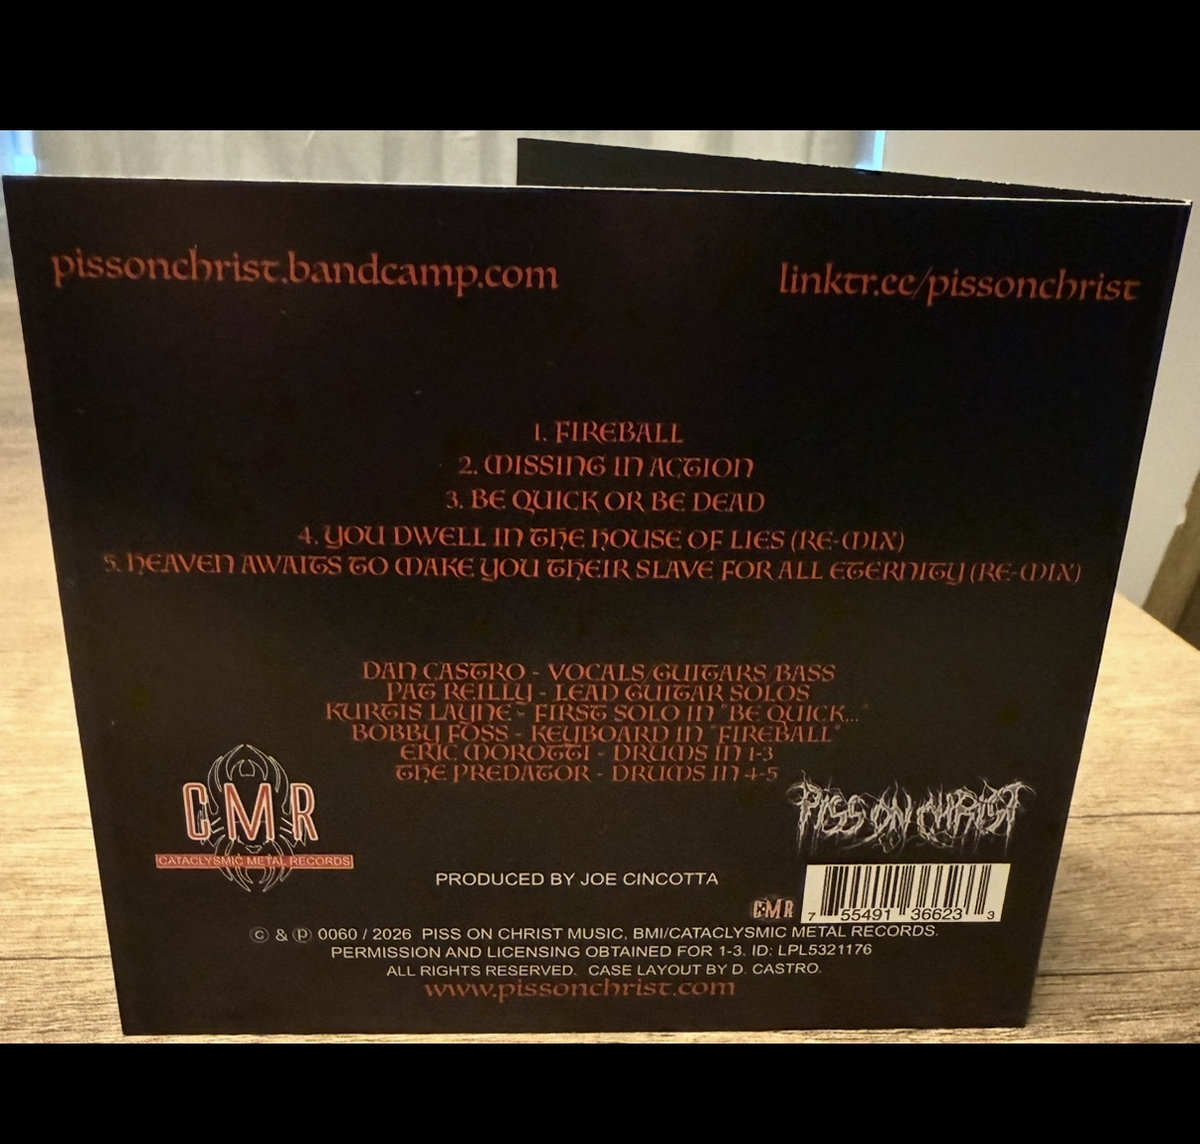 pissonchrist.bandcamp.com
linktr.ee/pissonchrist
1. FIREBALL
2. MISSING IN ACTION
3. BE QUICK OR BE DEAD
4. YOU DWELL IN THE HOUSE OF LIES (RE-MIX)
5. HEAVEN AWAITS TO MAKE YOU THEIR SLAVE FOR ALL ETERNITY (RE-MIX)
DAN CASTRO - VOCALS/GUITARS/BASS
PAT REILLY - LEAD GUITAR SOLOS
KURTIS LAYNE - FIRST SOLO IN "BE QUICK...
BOBBY FOSS - KEYBOARD IN "FIREBALL"
ERIC MOROTTI - DRUMS IN 1-3
THE PREDATOR - DRUMS IN 4-5
CMR
CATACLYSMIC METAL RECORDS
PISS ON CHRIST
PRODUCED BY JOE CINCOTTA
CMR
7 55491 36623 3
© & ℗ 0060 / 2026 PISS ON CHRIST MUSIC, BMI/CATACLYSMIC METAL RECORDS.
PERMISSION AND LICENSING OBTAINED FOR 1-3. ID: LPL5321176
ALL RIGHTS RESERVED. CASE LAYOUT BY D. CASTRO.
www.pissonchrist.com